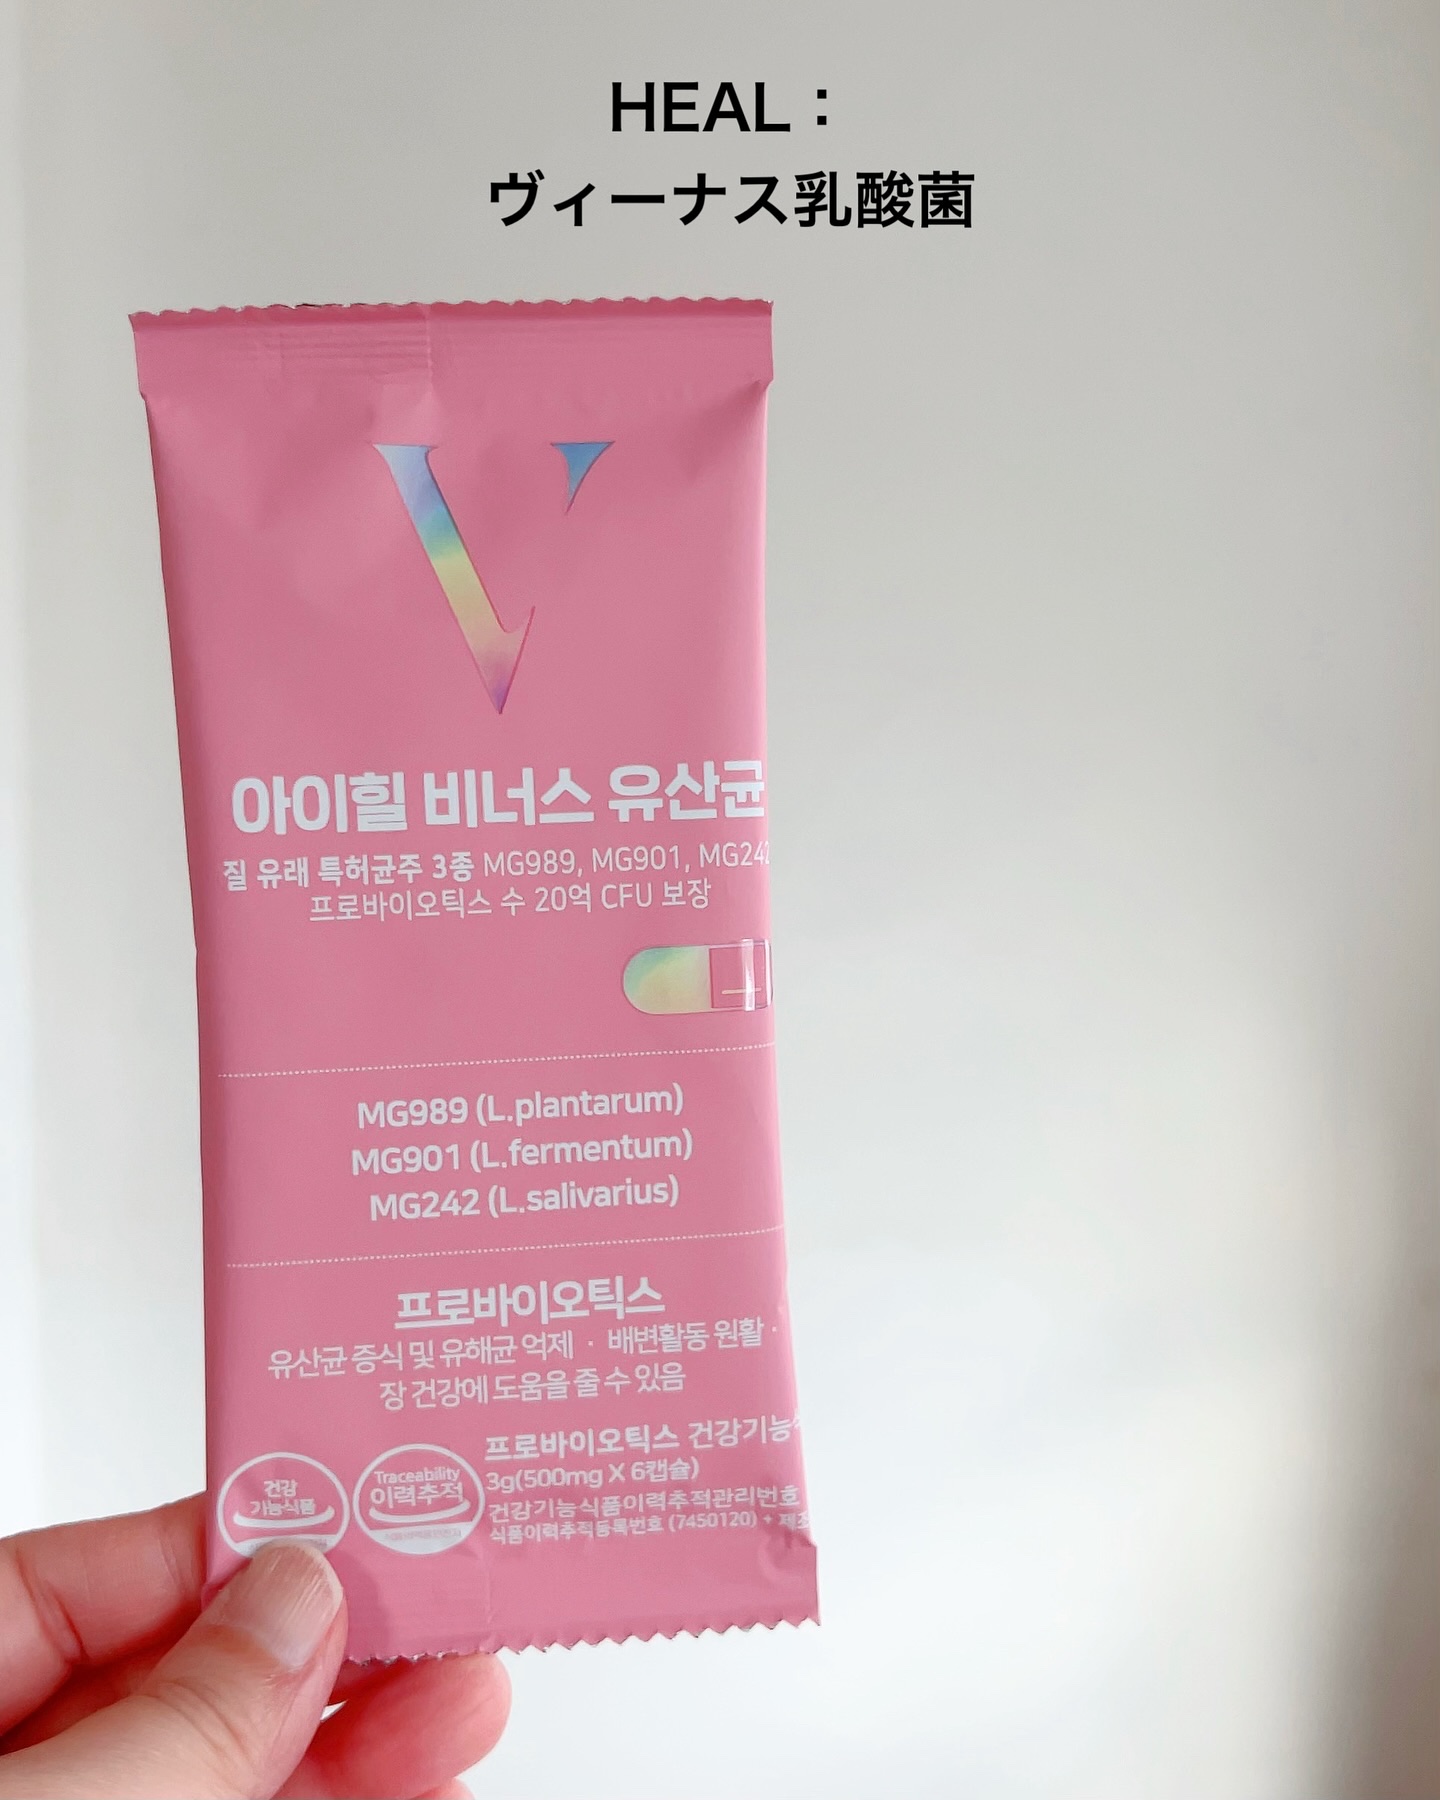 HEAL：
ヴィーナス乳酸菌
V
아이힐 비너스 유산균
질 유래 특허균주 3종 MG989, MG901, MG242
프로바이오틱스 수 20억 CFU 보장
MG989 (L.plantarum)
MG901 (L.fermentum)
MG242 (L.salivarius)
프로바이오틱스
유산균 증식 및 유해균 억제 · 배변활동 원활 ·
장 건강에 도움을 줄 수 있음
건강
기능식품
Traceability
이력추적
프로바이오틱스 건강기능
3g(500mg X 6캡슐)
건강기능식품이력추적관리번호
식품이력추적등록번호 (7450120) +